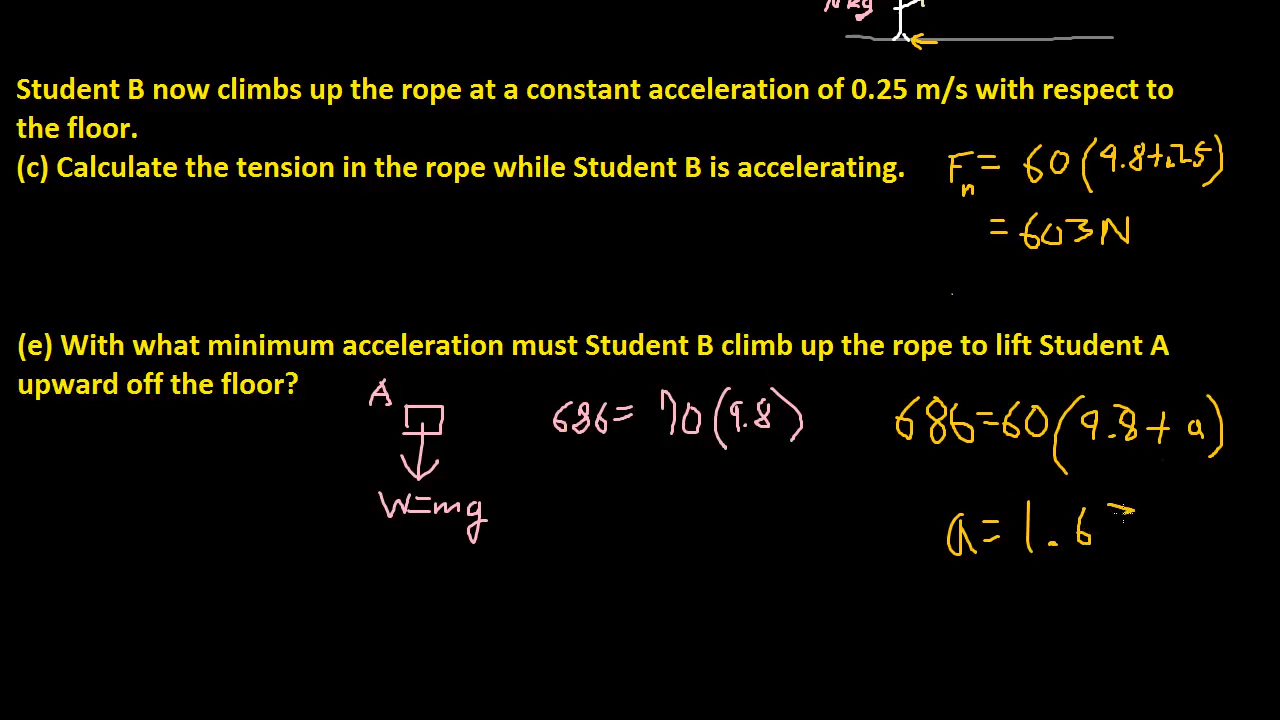 Student B now climbs up the rope at a constant acceleration of 0.25 m/s with respect to
the floor.
(c) Calculate the tension in the rope while Student B is accelerating.
Fn = 60(9.8+.25)
= 603N
(e) With what minimum acceleration must Student B climb up the rope to lift Student A
upward off the floor?
A
686= 70(9.8)
686=60(9.8+a)
W=mg
a=1.6